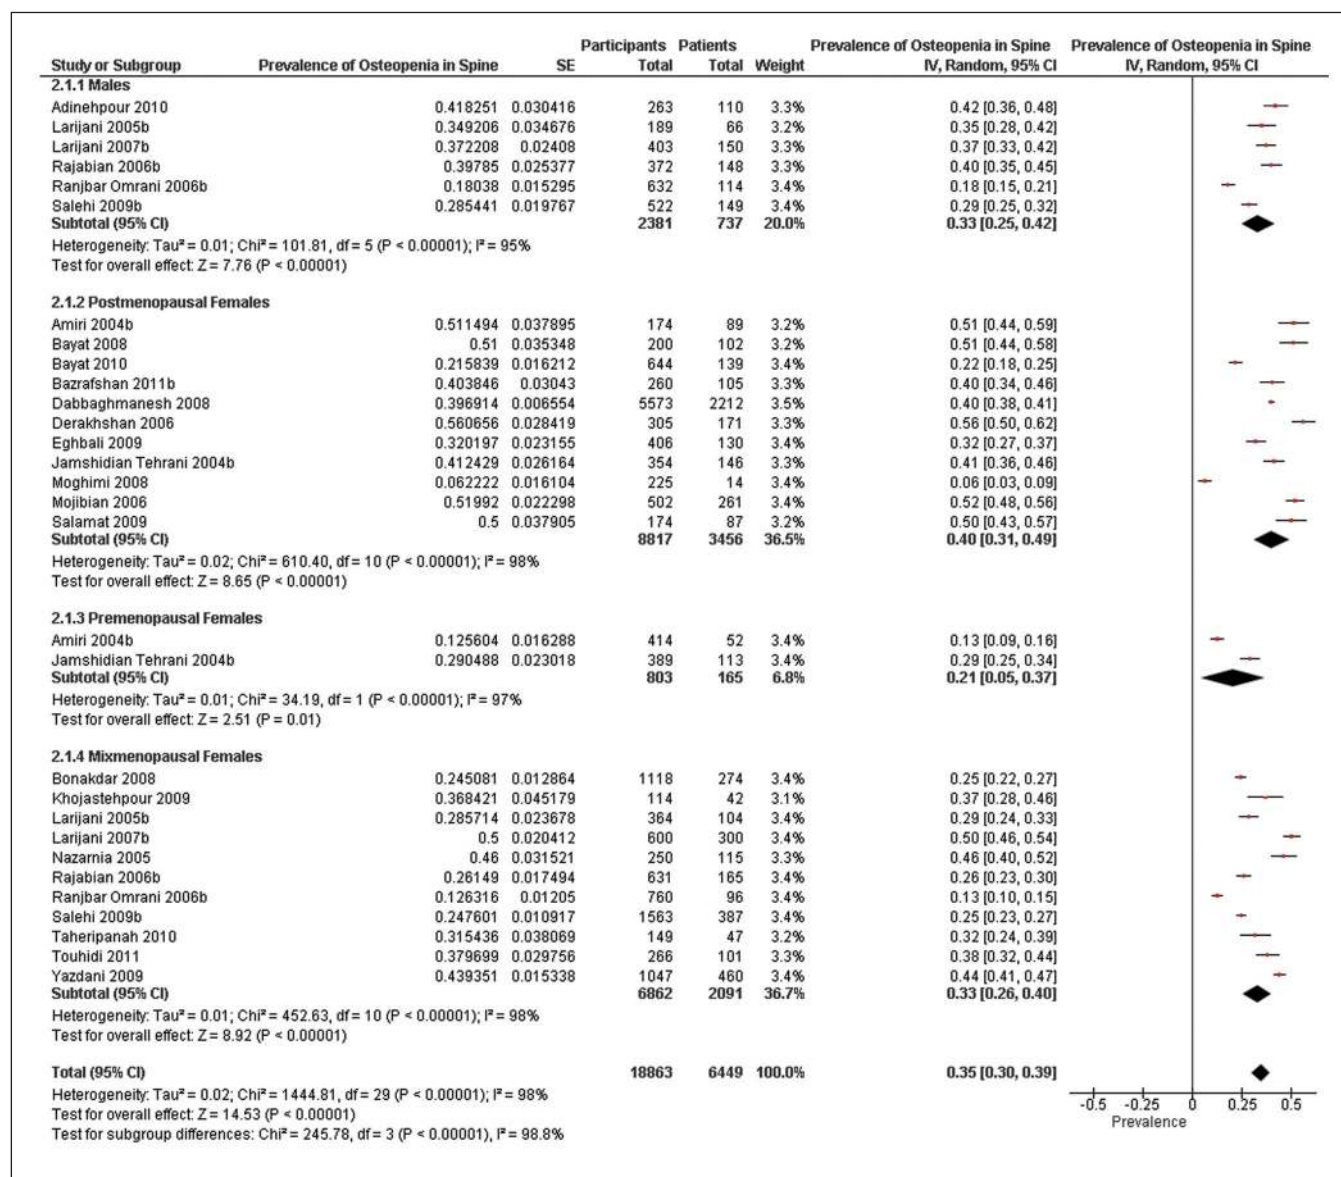 Participants Patients Prevalence of Osteopenia in Spine Prevalence of Osteopenia in Spine
Study or Subgroup Prevalence of Osteopenia in Spine SE Total Total Weight IV, Random, 95% CI IV, Random, 95% CI
2.1.1 Males
Adinehpour 2010 0.418251 0.030416 263 110 3.3% 0.42 [0.36, 0.48]
Larijani 2005b 0.349206 0.034676 189 66 3.2% 0.35 [0.28, 0.42]
Larijani 2007b 0.372208 0.02408 403 150 3.3% 0.37 [0.33, 0.42]
Rajabian 2006b 0.39785 0.025377 372 148 3.3% 0.40 [0.35, 0.45]
Ranjbar Omrani 2006b 0.18038 0.015295 632 114 3.4% 0.18 [0.15, 0.21]
Salehi 2009b 0.285441 0.019767 522 149 3.4% 0.29 [0.25, 0.32]
Subtotal (95% CI) 2381 737 20.0% 0.33 [0.25, 0.42]
Heterogeneity: Tau² = 0.01; Chi² = 101.81, df = 5 (P < 0.00001); I² = 95%
Test for overall effect: Z = 7.76 (P < 0.00001)
2.1.2 Postmenopausal Females
Amiri 2004b 0.511494 0.037895 174 89 3.2% 0.51 [0.44, 0.59]
Bayat 2008 0.51 0.035348 200 102 3.2% 0.51 [0.44, 0.58]
Bayat 2010 0.215839 0.016212 644 139 3.4% 0.22 [0.18, 0.25]
Bazrafshan 2011b 0.403846 0.03043 260 105 3.3% 0.40 [0.34, 0.46]
Dabbaghmanesh 2008 0.396914 0.006554 5573 2212 3.5% 0.40 [0.38, 0.41]
Derakhshan 2006 0.560656 0.028419 305 171 3.3% 0.56 [0.50, 0.62]
Eghbali 2009 0.320197 0.023155 406 130 3.4% 0.32 [0.27, 0.37]
Jamshidian Tehrani 2004b 0.412429 0.026164 354 146 3.3% 0.41 [0.36, 0.46]
Moghimi 2008 0.062222 0.016104 225 14 3.4% 0.06 [0.03, 0.09]
Mojibian 2006 0.51992 0.022298 502 261 3.4% 0.52 [0.48, 0.56]
Salamat 2009 0.5 0.037905 174 87 3.2% 0.50 [0.43, 0.57]
Subtotal (95% CI) 8817 3456 36.5% 0.40 [0.31, 0.49]
Heterogeneity: Tau² = 0.02; Chi² = 610.40, df = 10 (P < 0.00001); I² = 98%
Test for overall effect: Z = 8.65 (P < 0.00001)
2.1.3 Premenopausal Females
Amiri 2004b 0.125604 0.016288 414 52 3.4% 0.13 [0.09, 0.16]
Jamshidian Tehrani 2004b 0.290488 0.023018 389 113 3.4% 0.29 [0.25, 0.34]
Subtotal (95% CI) 803 165 6.8% 0.21 [0.05, 0.37]
Heterogeneity: Tau² = 0.01; Chi² = 34.19, df = 1 (P < 0.00001); I² = 97%
Test for overall effect: Z = 2.51 (P = 0.01)
2.1.4 Mixmenopausal Females
Bonakdar 2008 0.245081 0.012864 1118 274 3.4% 0.25 [0.22, 0.27]
Khojastehpour 2009 0.368421 0.045179 114 42 3.1% 0.37 [0.28, 0.46]
Larijani 2005b 0.285714 0.023678 364 104 3.4% 0.29 [0.24, 0.33]
Larijani 2007b 0.5 0.020412 600 300 3.4% 0.50 [0.46, 0.54]
Nazarnia 2005 0.46 0.031521 250 115 3.3% 0.46 [0.40, 0.52]
Rajabian 2006b 0.26149 0.017494 631 165 3.4% 0.26 [0.23, 0.30]
Ranjbar Omrani 2006b 0.126316 0.01205 760 96 3.4% 0.13 [0.10, 0.15]
Salehi 2009b 0.247601 0.010917 1563 387 3.4% 0.25 [0.23, 0.27]
Taheripanah 2010 0.315436 0.038069 149 47 3.2% 0.32 [0.24, 0.39]
Touhidi 2011 0.379699 0.029756 266 101 3.3% 0.38 [0.32, 0.44]
Yazdani 2009 0.439351 0.015338 1047 460 3.4% 0.44 [0.41, 0.47]
Subtotal (95% CI) 6862 2091 36.7% 0.33 [0.26, 0.40]
Heterogeneity: Tau² = 0.01; Chi² = 452.63, df = 10 (P < 0.00001); I² = 98%
Test for overall effect: Z = 8.92 (P < 0.00001)
Total (95% CI) 18863 6449 100.0% 0.35 [0.30, 0.39]
Heterogeneity: Tau² = 0.02; Chi² = 1444.81, df = 29 (P < 0.00001); I² = 98%
Test for overall effect: Z = 14.53 (P < 0.00001)
Test for subgroup differences: Chi² = 245.78, df = 3 (P < 0.00001), I² = 98.8%
-0.5 -0.25 0 0.25 0.5
Prevalence